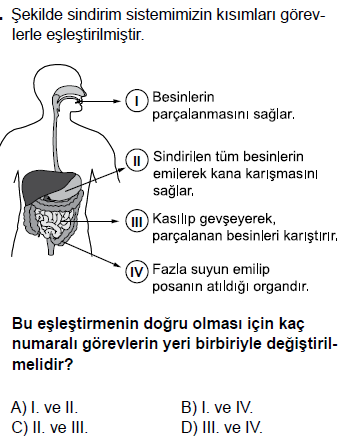 . Şekilde sindirim sistemimizin kısımları görev-
lerle eşleştirilmiştir.
I Besinlerin
parçalanmasını sağlar.
II Sindirilen tüm besinlerin
emilerek kana karışmasını
sağlar.
III Kasılıp gevşeyerek,
parçalanan besinleri karıştırır.
IV Fazla suyun emilip
posanın atıldığı organdır.
Bu eşleştirmenin doğru olması için kaç
numaralı görevlerin yeri birbiriyle değiştiril-
melidir?
A) I. ve II. B) I. ve IV.
C) II. ve III. D) III. ve IV.